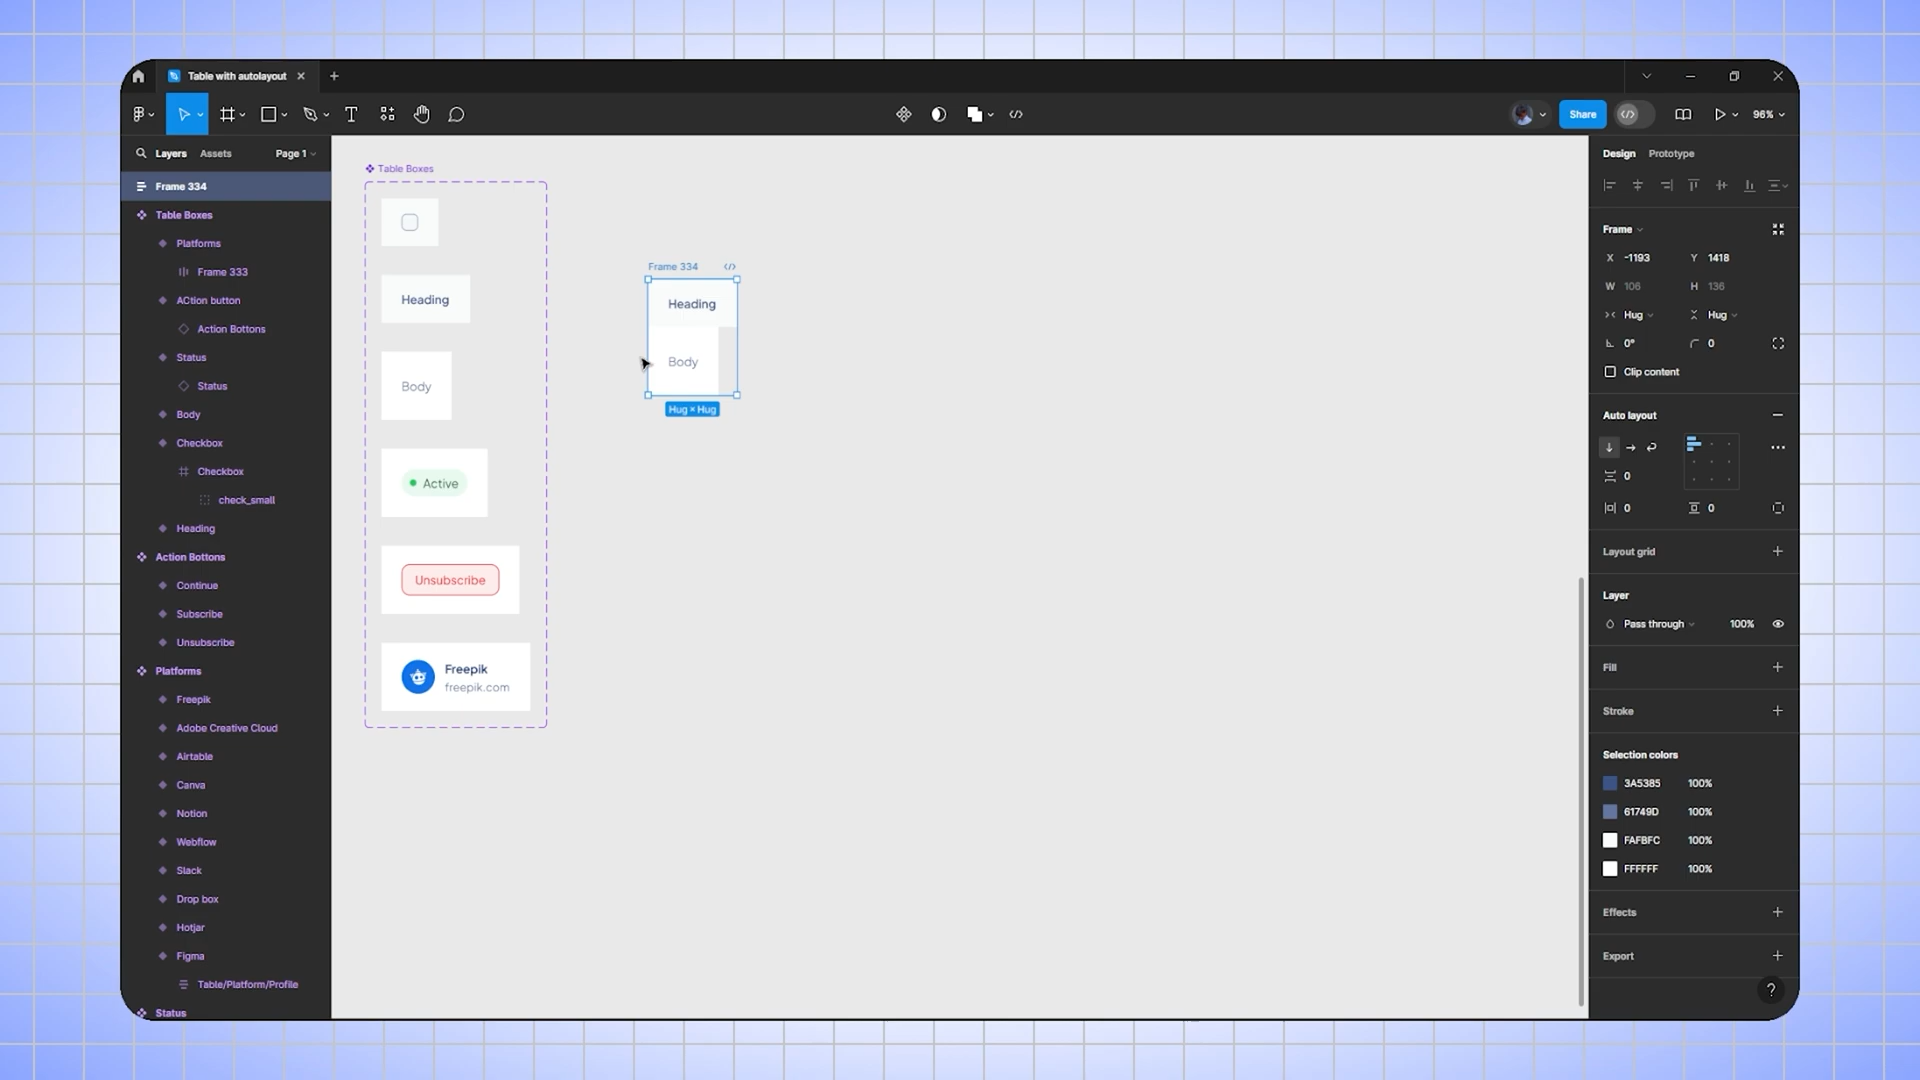 Table with autolayout
Share
96%
Layers
Assets
Page 1
Frame 334
Table Boxes
Platforms
Frame 333
ACtion button
Action Bottons
Status
Status
Body
Checkbox
Checkbox
check_small
Heading
Action Bottons
Continue
Subscribe
Unsubscribe
Platforms
Freepik
Adobe Creative Cloud
Airtable
Canva
Notion
Webflow
Slack
Drop box
Hotjar
Figma
Table/Platform/Profile
Status
Table Boxes
Heading
Body
Active
Unsubscribe
Freepik
freepik.com
Frame 334
Heading
Body
Hug × Hug
Design
Prototype
Frame
X -1193 Y 1418
W 106 H 136
Hug Hug
0° 0
Clip content
Auto layout
0
0 0
Layout grid
Layer
Pass through 100%
Fill
Stroke
Selection colors
3A5385 100%
61749D 100%
FAFBFC 100%
FFFFFF 100%
Effects
Export
?